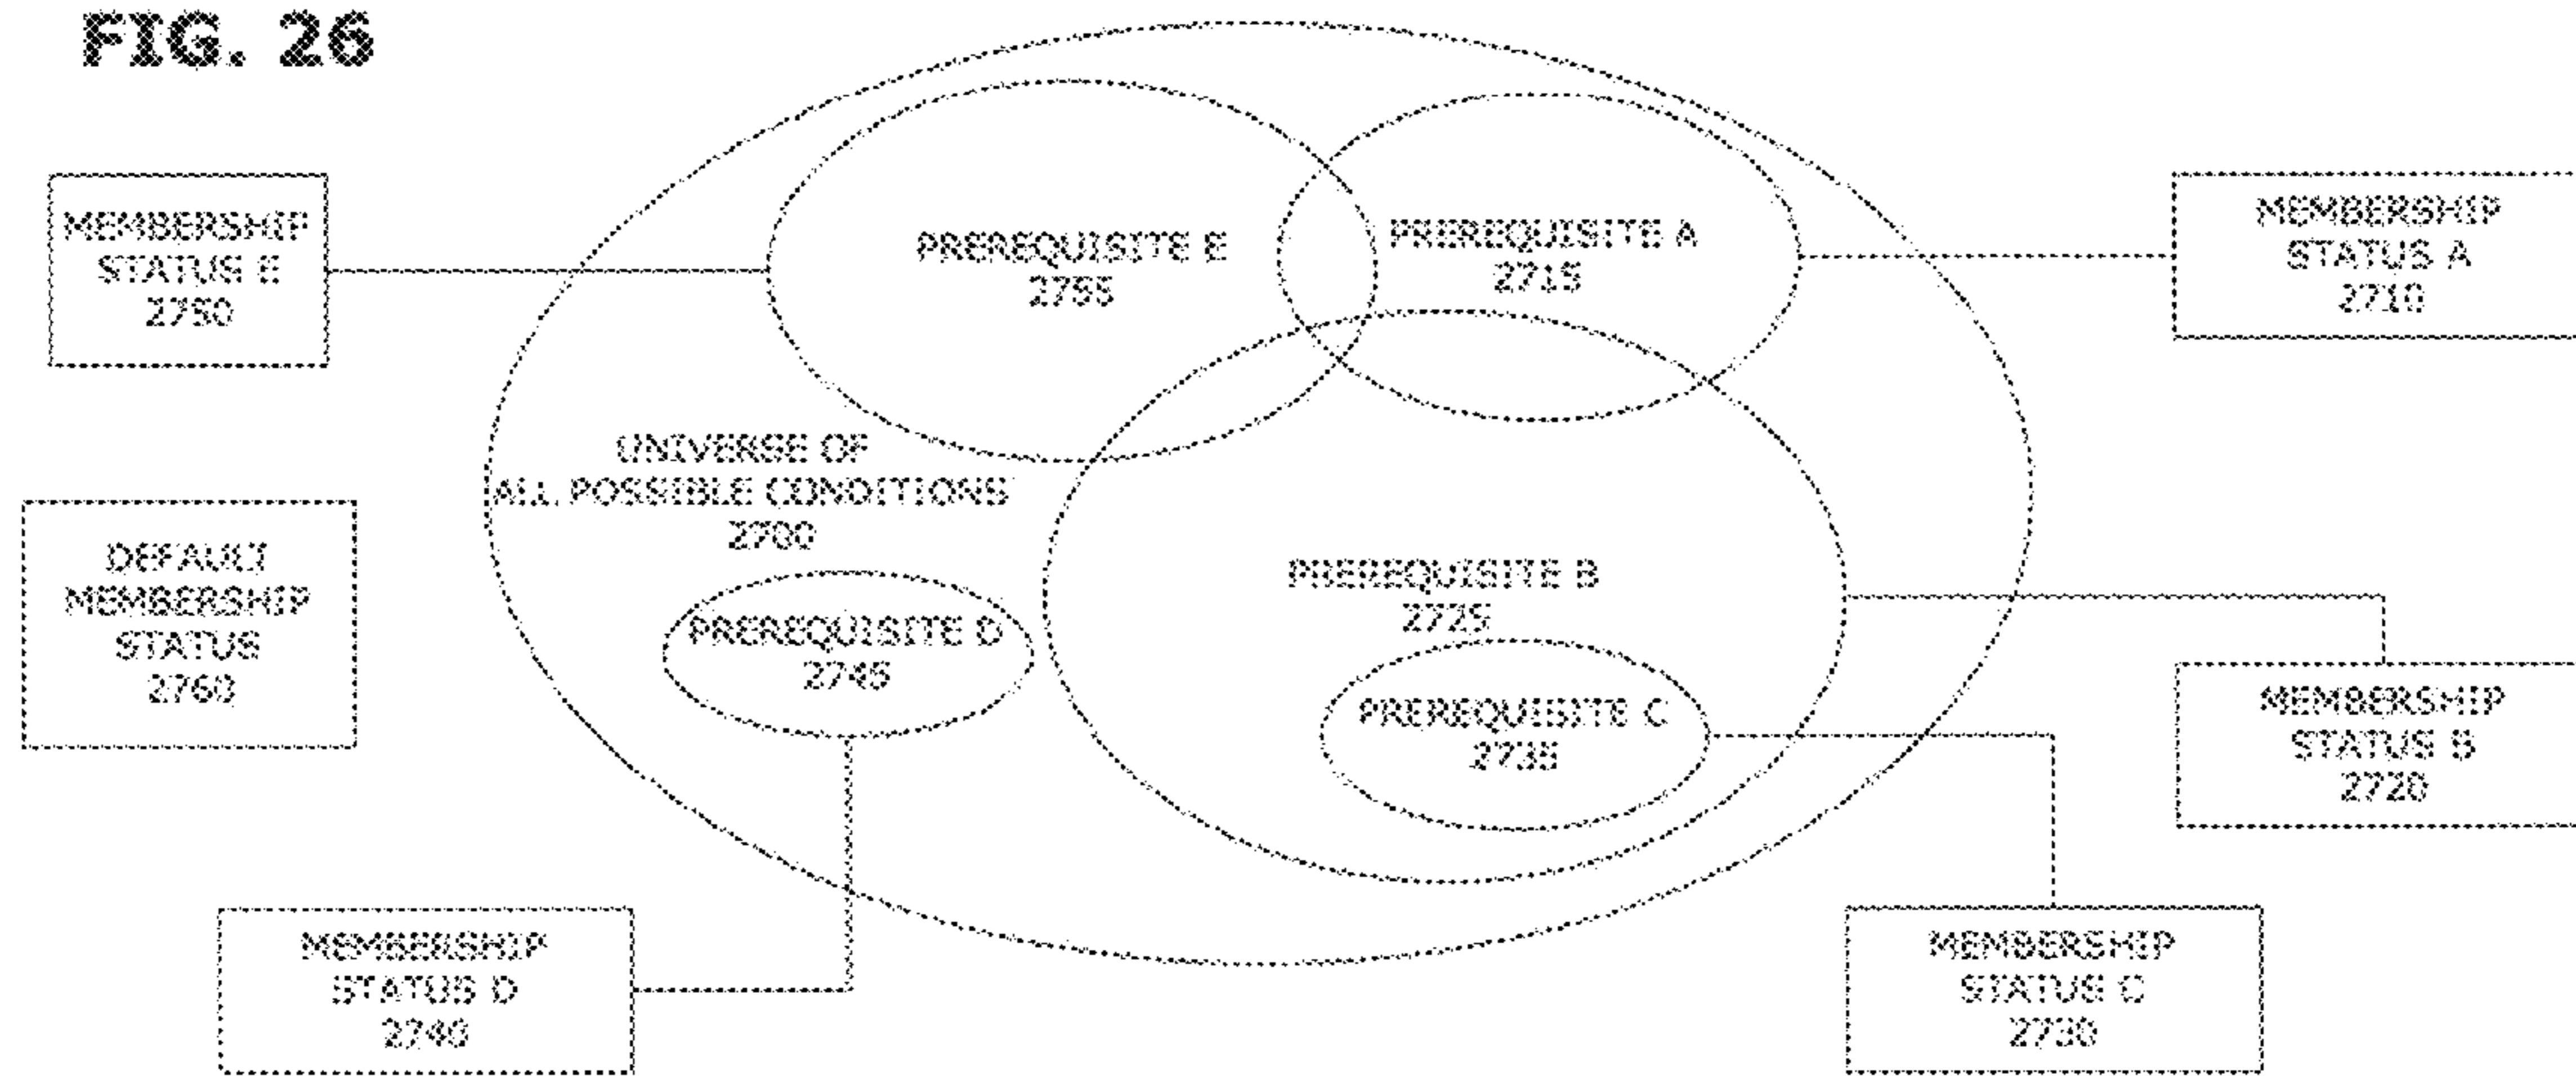 FIG. 26
MEMBERSHIP
STATUS E
2750
PREREQUISITE E
2755
PREREQUISITE A
2715
MEMBERSHIP
STATUS A
2710
UNIVERSE OF
ALL POSSIBLE CONDITIONS
2700
DEFAULT
MEMBERSHIP
STATUS
2760
PREREQUISITE D
2745
PREREQUISITE B
2725
PREREQUISITE C
2735
MEMBERSHIP
STATUS B
2720
MEMBERSHIP
STATUS D
2740
MEMBERSHIP
STATUS C
2730